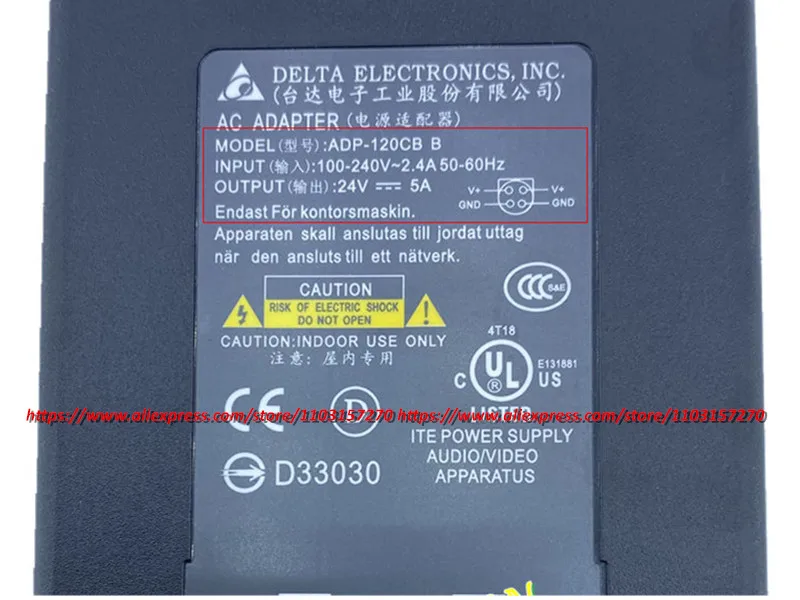 DELTA ELECTRONICS, INC.
(台达电子工业股份有限公司)
AC ADAPTER (电源适配器)
MODEL(型号):ADP-120CB B
INPUT(输入):100-240V~2.4A 50-60Hz
OUTPUT(输出):24V ⎓ 5A
V+ V+
GND GND
Endast För kontorsmaskin.
Apparaten skall anslutas till jordat uttag
när den ansluts till ett nätverk.
CAUTION
RISK OF ELECTRIC SHOCK
DO NOT OPEN
CAUTION:INDOOR USE ONLY
注意: 屋内专用
CCC S&E
4T18
C UL US
®
E131881
CE
D
https://www.aliexpress.com/store/1103157270 https://www.aliexpress.com/store/1103157270
ITE POWER SUPPLY
AUDIO/VIDEO
APPARATUS
D33030